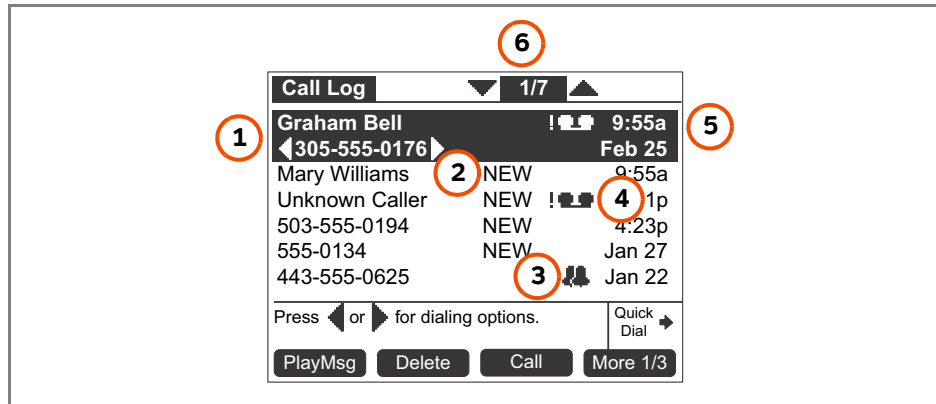 6
Call Log 1/7
1 Graham Bell ! 9:55a 5
305-555-0176 Feb 25
Mary Williams 2 NEW 9:55a
Unknown Caller NEW ! 4 1p
503-555-0194 NEW 4:23p
555-0134 NEW Jan 27
443-555-0625 3 Jan 22
Press or for dialing options. Quick
Dial
PlayMsg Delete Call More 1/3